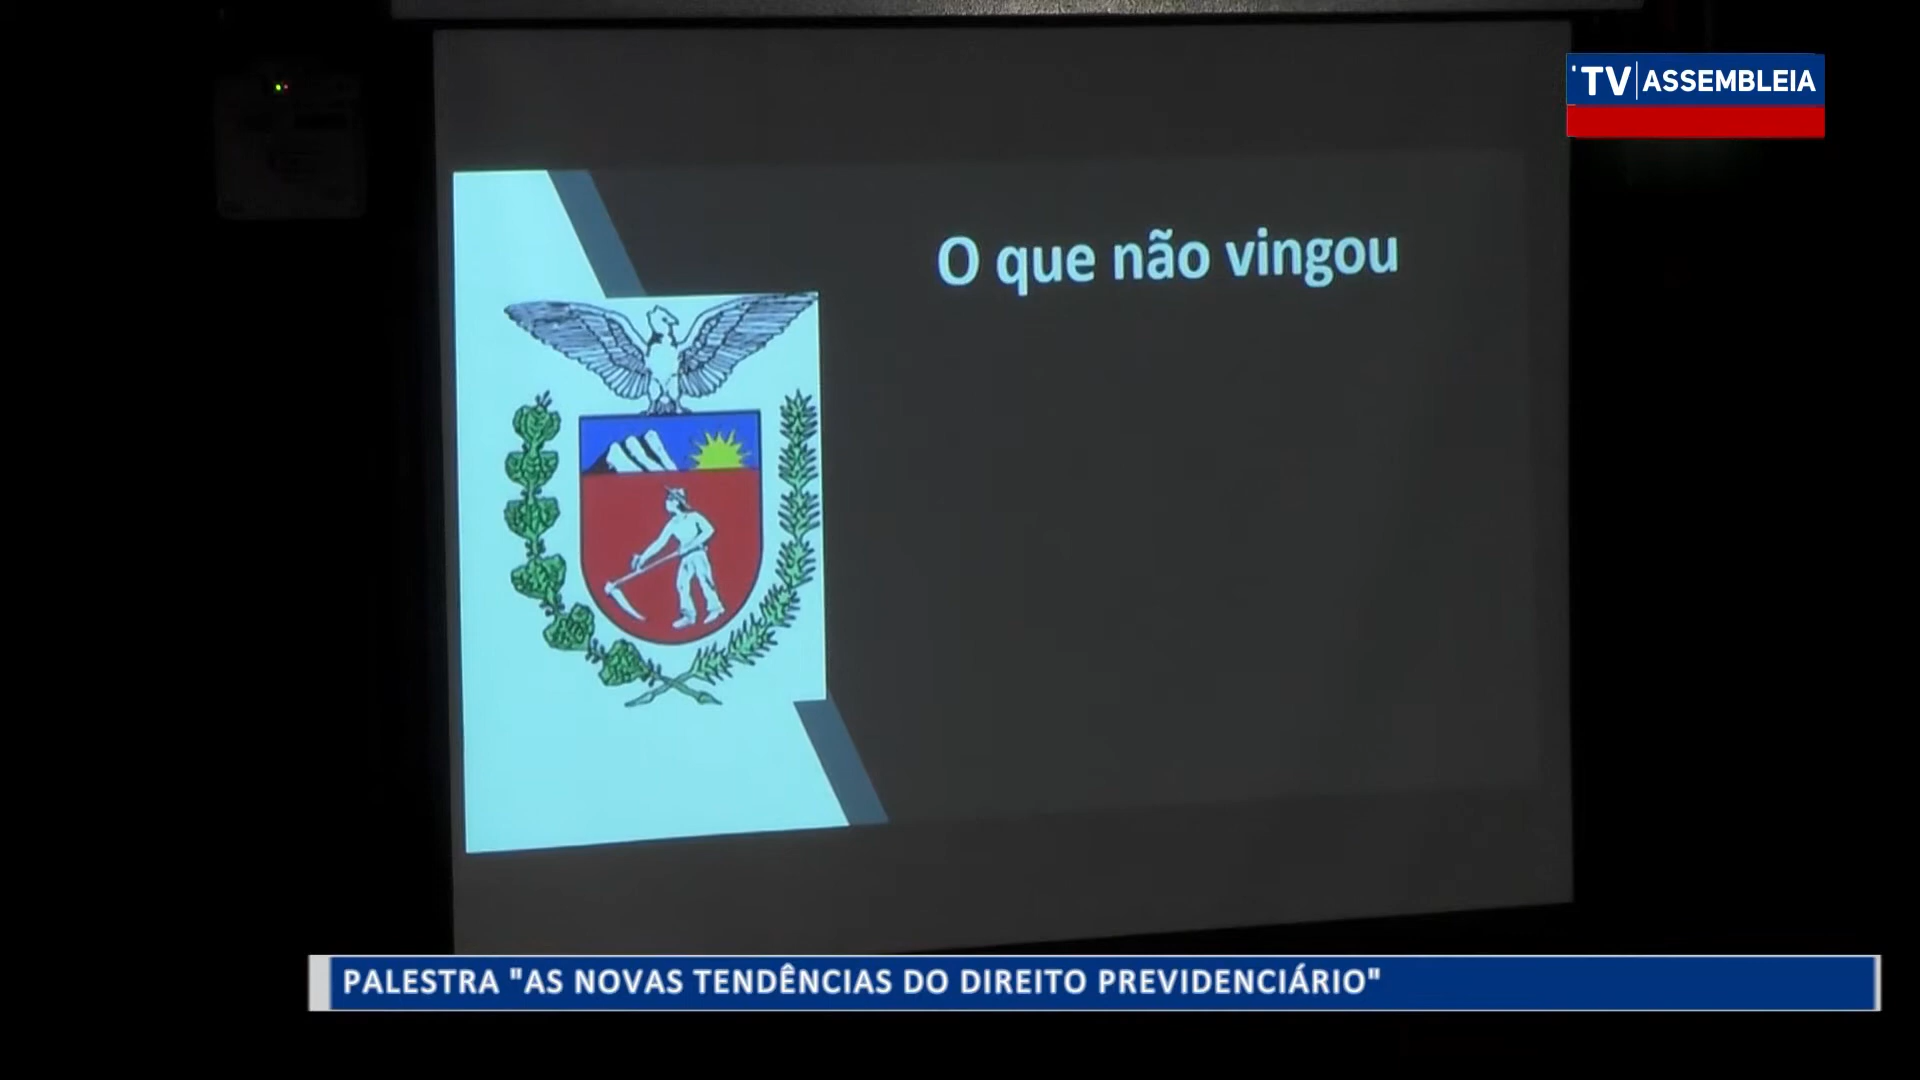 TV ASSEMBLEIA
O que não vingou
PALESTRA "AS NOVAS TENDÊNCIAS DO DIREITO PREVIDENCIÁRIO"